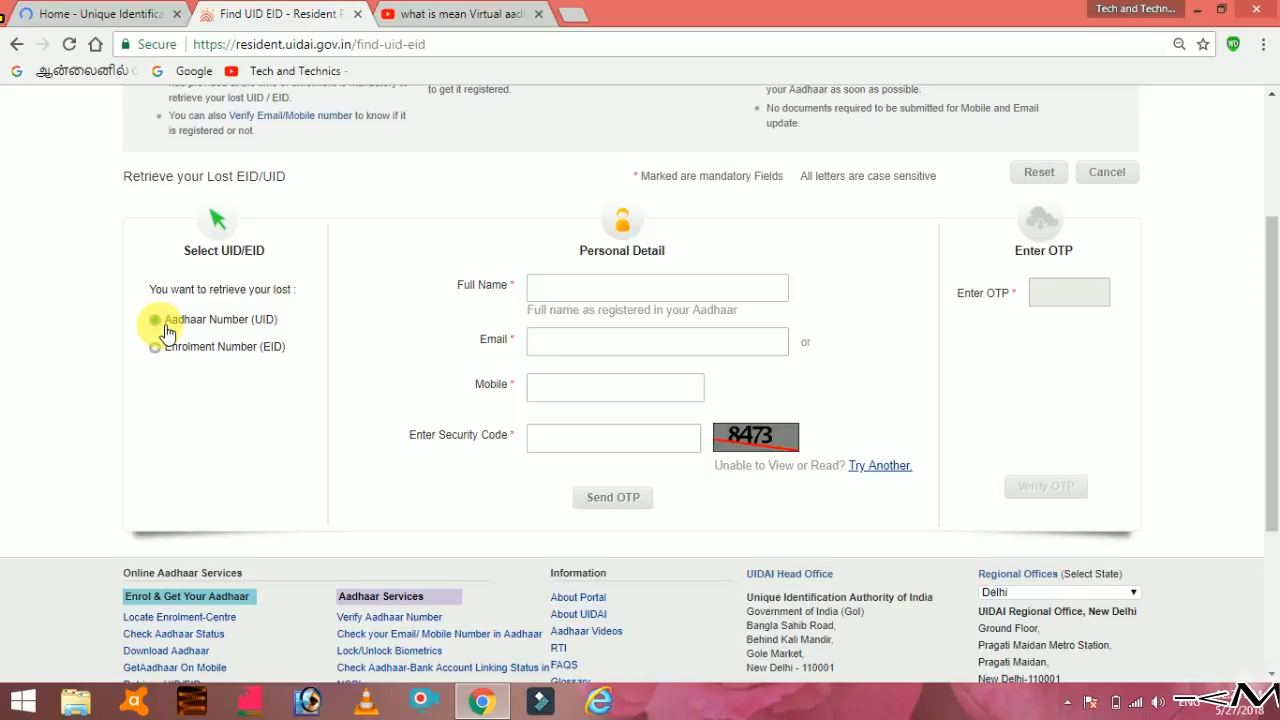 Home - Unique Identifica
Find UID EID - Resident P
what is mean Virtual aad
Tech and Techn...
Secure https://resident.uidai.gov.in/find-uid-eid
WD
ஆன்லைனில்
Google
Tech and Technics -
retrieve your lost UID / EID.
You can also Verify Email/Mobile number to know if it
is registered or not.
to get it registered.
your Aadhaar as soon as possible.
No documents required to be submitted for Mobile and Email
update.
Retrieve your Lost EID/UID
* Marked are mandatory Fields All letters are case sensitive
Reset
Cancel
Select UID/EID
You want to retrieve your lost :
Aadhaar Number (UID)
Enrolment Number (EID)
Personal Detail
Full Name *
Full name as registered in your Aadhaar
Email *
or
Mobile *
Enter Security Code *
8473
Unable to View or Read? Try Another.
Send OTP
Enter OTP
Enter OTP *
Verify OTP
Online Aadhaar Services
Enrol & Get Your Aadhaar
Locate Enrolment-Centre
Check Aadhaar Status
Download Aadhaar
GetAadhaar On Mobile
Aadhaar Services
Verify Aadhaar Number
Check your Email/ Mobile Number in Aadhaar
Lock/Unlock Biometrics
Check Aadhaar-Bank Account Linking Status in
Information
About Portal
About UIDAI
Aadhaar Videos
RTI
FAQS
Glossary
UIDAI Head Office
Unique Identification Authority of India
Government of India (GoI)
Bangla Sahib Road,
Behind Kali Mandir,
Gole Market,
New Delhi - 110001
Regional Offices (Select State)
Delhi
UIDAI Regional Office, New Delhi
Ground Floor,
Pragati Maidan Metro Station,
Pragati Maidan,
New Delhi-110001
ENG
5/27/2018